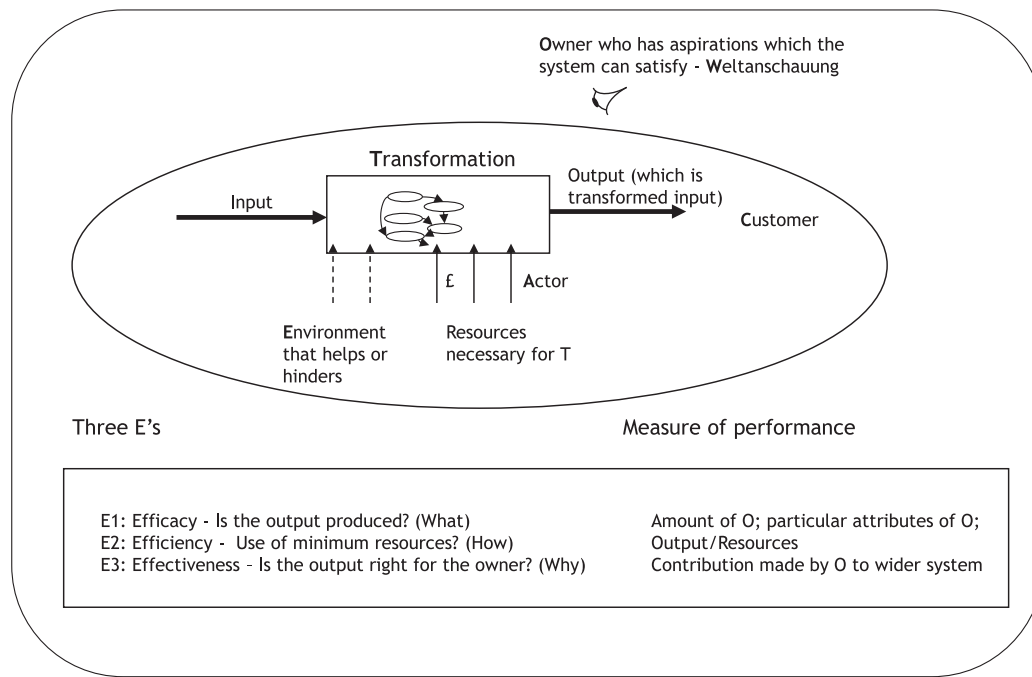 Owner who has aspirations which the
system can satisfy - Weltanschauung
Transformation
Input
Output (which is
transformed input)
Customer
£
Actor
Environment
that helps or
hinders
Resources
necessary for T
Three E's
Measure of performance
E1: Efficacy - Is the output produced? (What)
Amount of O; particular attributes of O;
E2: Efficiency - Use of minimum resources? (How)
Output/Resources
E3: Effectiveness – Is the output right for the owner? (Why)
Contribution made by O to wider system